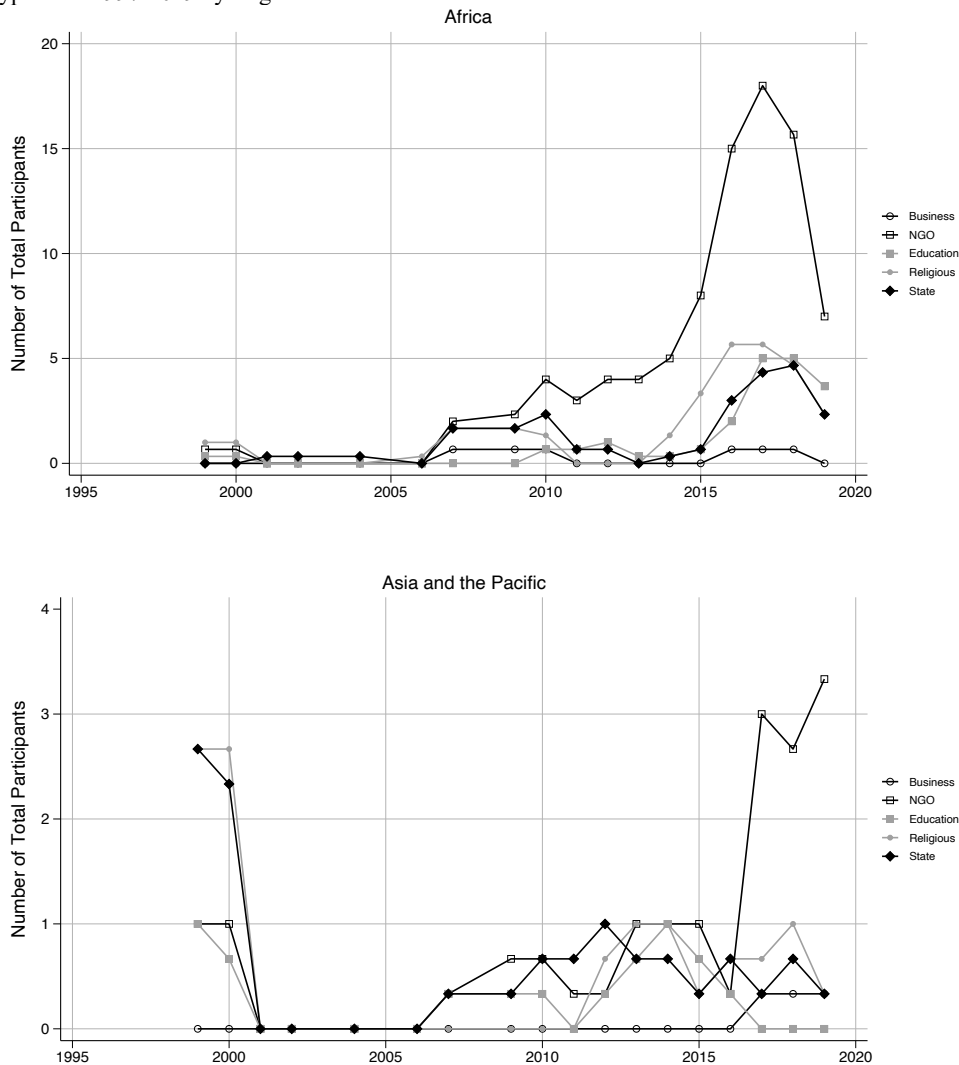 Africa
Number of Total Participants
20
15
10
5
0
1995 2000 2005 2010 2015 2020
Business
NGO
Education
Religious
State
Asia and the Pacific
Number of Total Participants
4
3
2
1
0
1995 2000 2005 2010 2015 2020
Business
NGO
Education
Religious
State